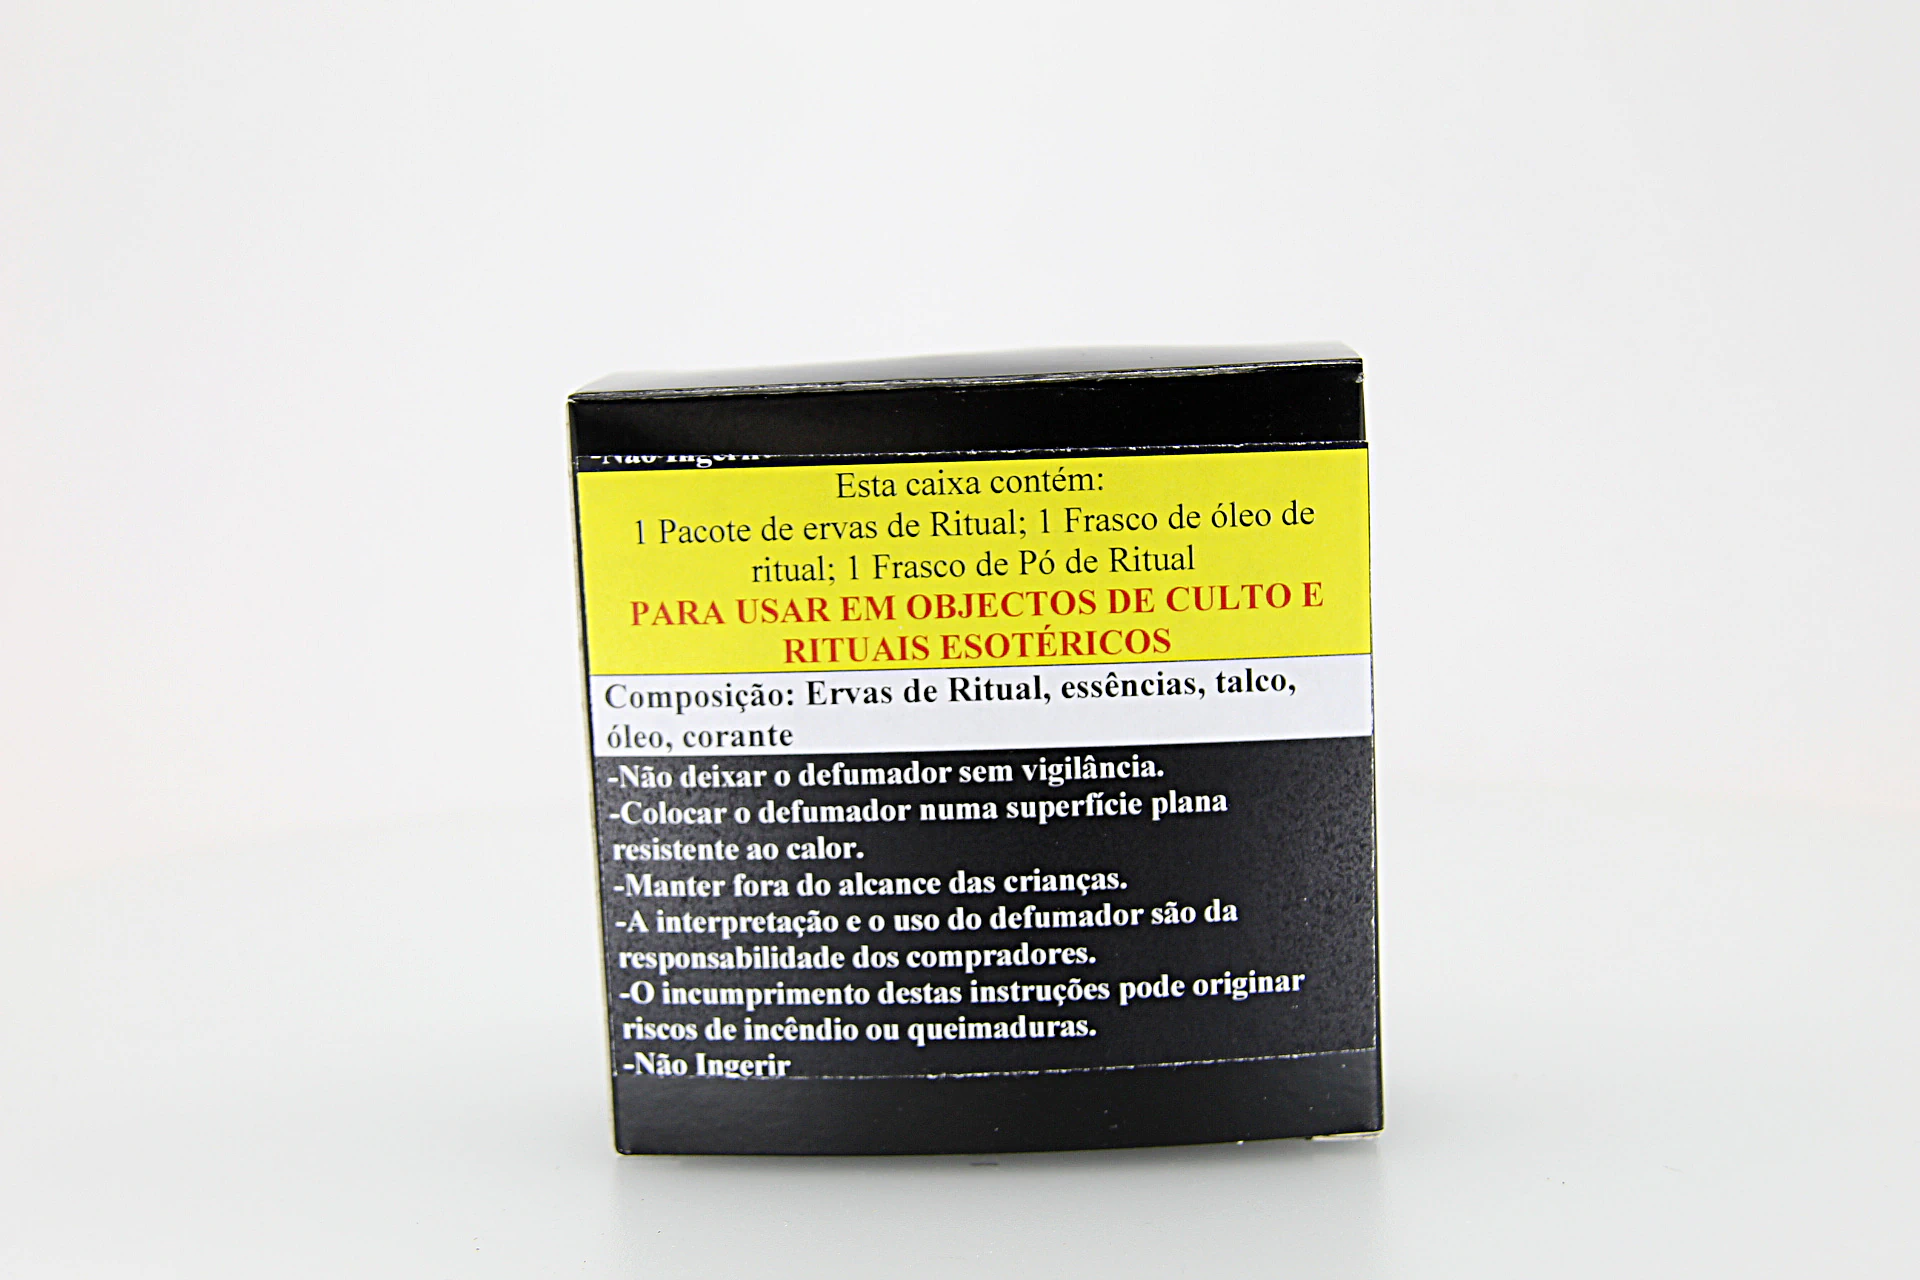 -Não Ingerir
Esta caixa contém:
1 Pacote de ervas de Ritual; 1 Frasco de óleo de
ritual; 1 Frasco de Pó de Ritual
PARA USAR EM OBJECTOS DE CULTO E
RITUAIS ESOTÉRICOS
Composição: Ervas de Ritual, essências, talco,
óleo, corante
-Não deixar o defumador sem vigilância.
-Colocar o defumador numa superfície plana
resistente ao calor.
-Manter fora do alcance das crianças.
-A interpretação e o uso do defumador são da
responsabilidade dos compradores.
-O incumprimento destas instruções pode originar
riscos de incêndio ou queimaduras.
-Não Ingerir